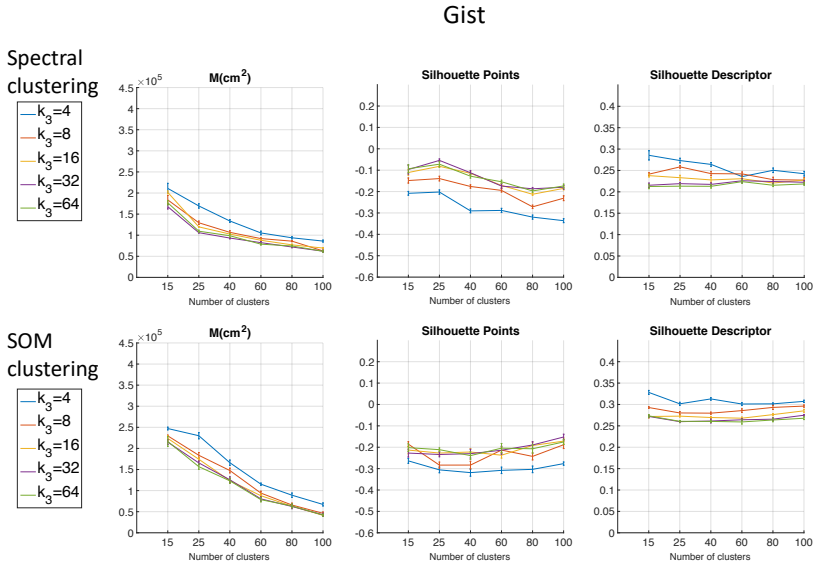 Gist
Spectral
clustering
k3=4
k3=8
k3=16
k3=32
k3=64
M(cm²)
×10⁵
4.5
4
3.5
3
2.5
2
1.5
1
0.5
0
15 25 40 60 80 100
Number of clusters
Silhouette Points
0.2
0.1
0
-0.1
-0.2
-0.3
-0.4
-0.5
-0.6
15 25 40 60 80 100
Number of clusters
Silhouette Descriptor
0.4
0.35
0.3
0.25
0.2
0.15
0.1
0.05
0
15 25 40 60 80 100
Number of clusters
SOM
clustering
k3=4
k3=8
k3=16
k3=32
k3=64
M(cm²)
×10⁵
4.5
4
3.5
3
2.5
2
1.5
1
0.5
0
15 25 40 60 80 100
Number of clusters
Silhouette Points
0.2
0.1
0
-0.1
-0.2
-0.3
-0.4
-0.5
-0.6
15 25 40 60 80 100
Number of clusters
Silhouette Descriptor
0.4
0.35
0.3
0.25
0.2
0.15
0.1
0.05
0
15 25 40 60 80 100
Number of clusters